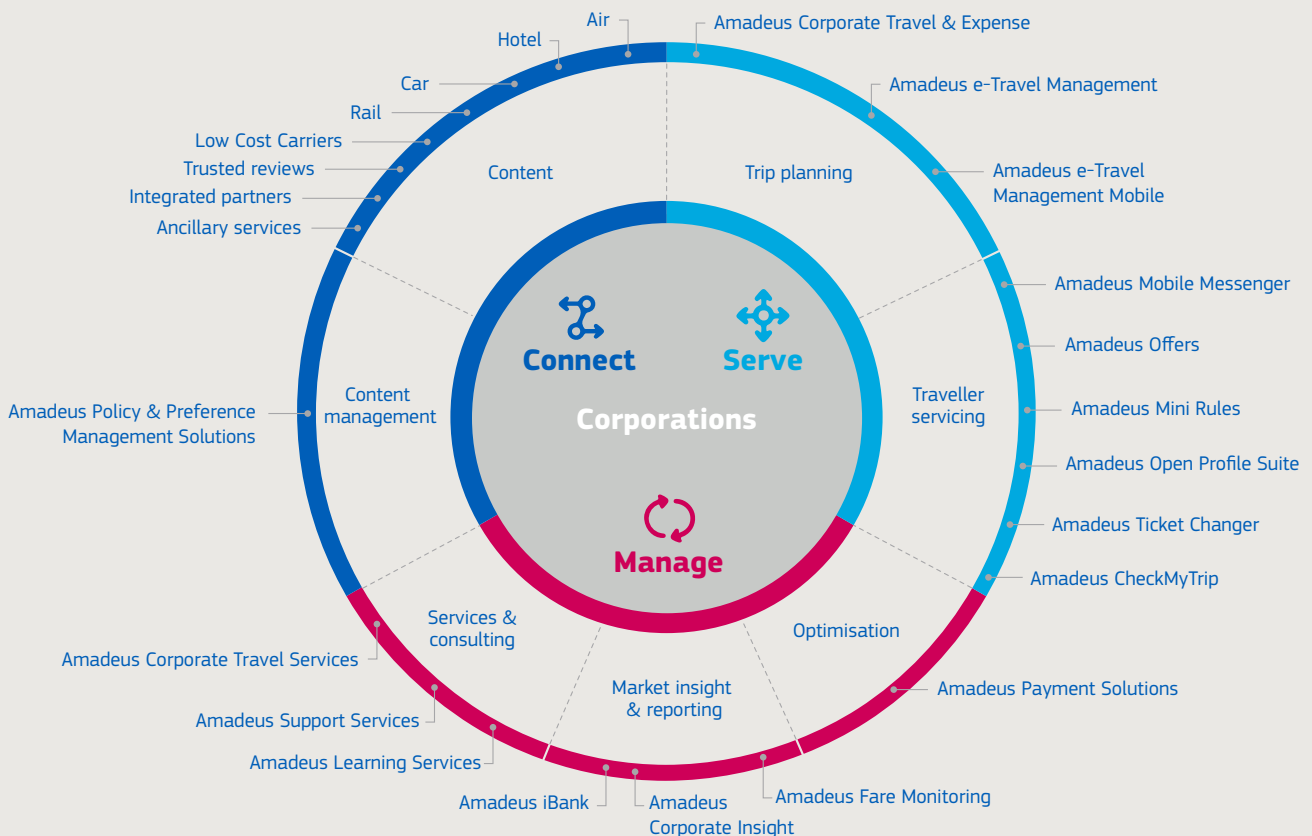 Air
Hotel
Car
Rail
Low Cost Carriers
Trusted reviews
Integrated partners
Ancillary services
Amadeus Corporate Travel & Expense
Amadeus e-Travel Management
Amadeus e-Travel
Management Mobile
Content
Trip planning
Amadeus Mobile Messenger
Amadeus Offers
Amadeus Mini Rules
Amadeus Open Profile Suite
Amadeus Ticket Changer
Amadeus CheckMyTrip
Connect
Serve
Corporations
Manage
Content
management
Traveller
servicing
Amadeus Policy & Preference
Management Solutions
Services &
consulting
Market insight
& reporting
Optimisation
Amadeus Corporate Travel Services
Amadeus Support Services
Amadeus Learning Services
Amadeus iBank
Amadeus
Corporate Insight
Amadeus Fare Monitoring
Amadeus Payment Solutions